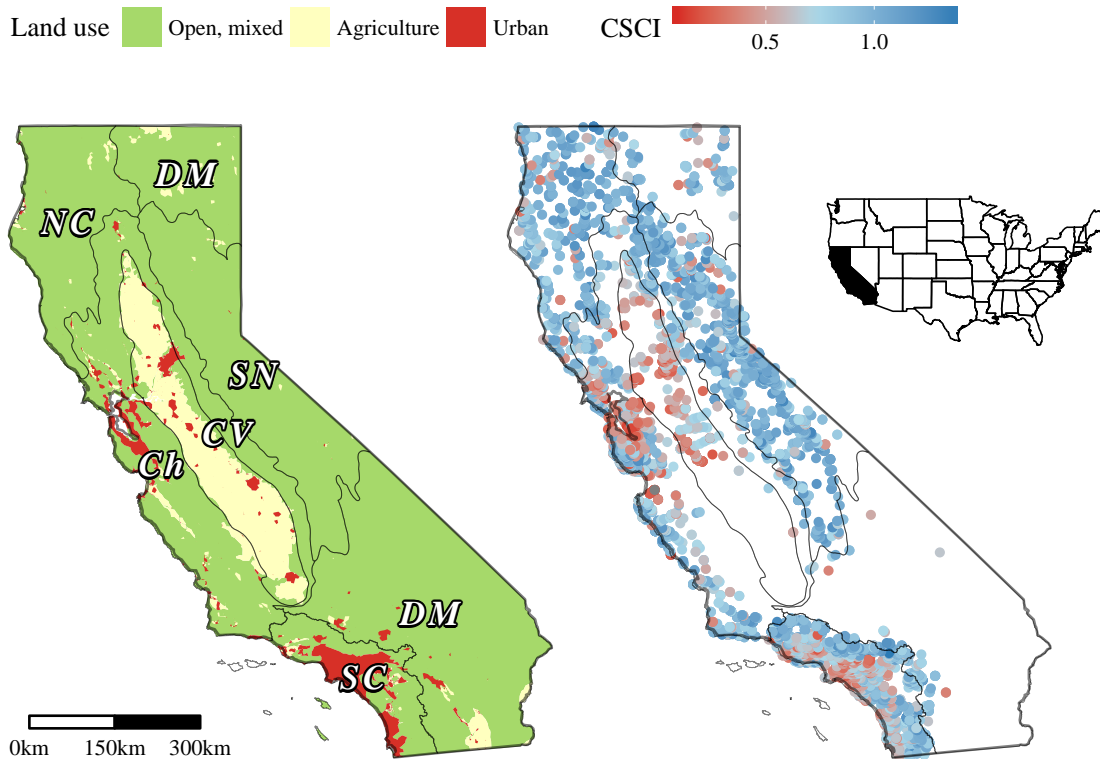 Land use Open, mixed Agriculture Urban CSCI
0.5 1.0
DM
NC
SN
CV
Ch
DM
SC
0km 150km 300km